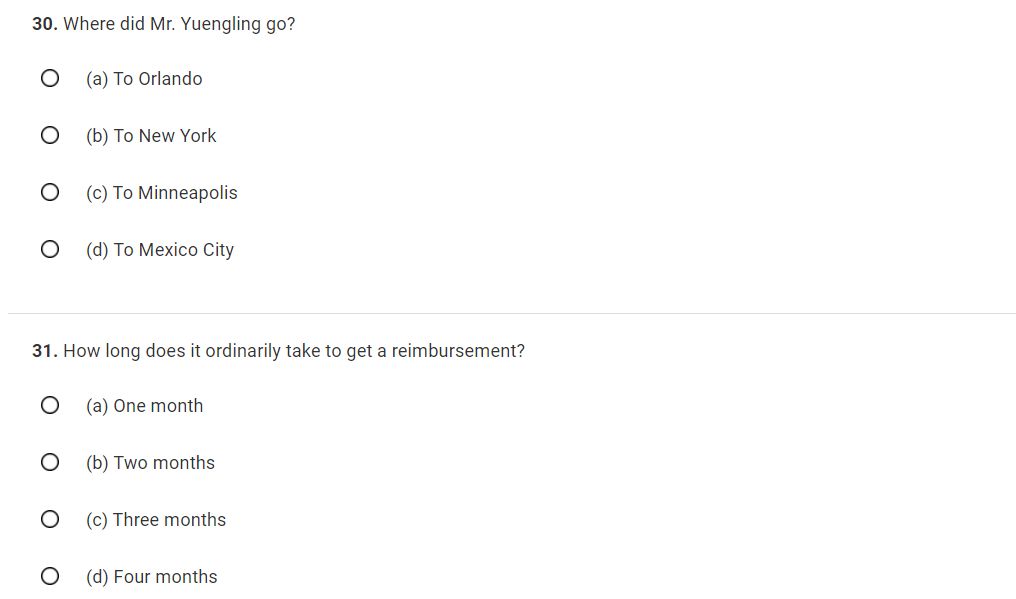 30. Where did Mr. Yuengling go?
(a) To Orlando
(b) To New York
(c) To Minneapolis
(d) To Mexico City
31. How long does it ordinarily take to get a reimbursement?
(a) One month
(b) Two months
(c) Three months
(d) Four months